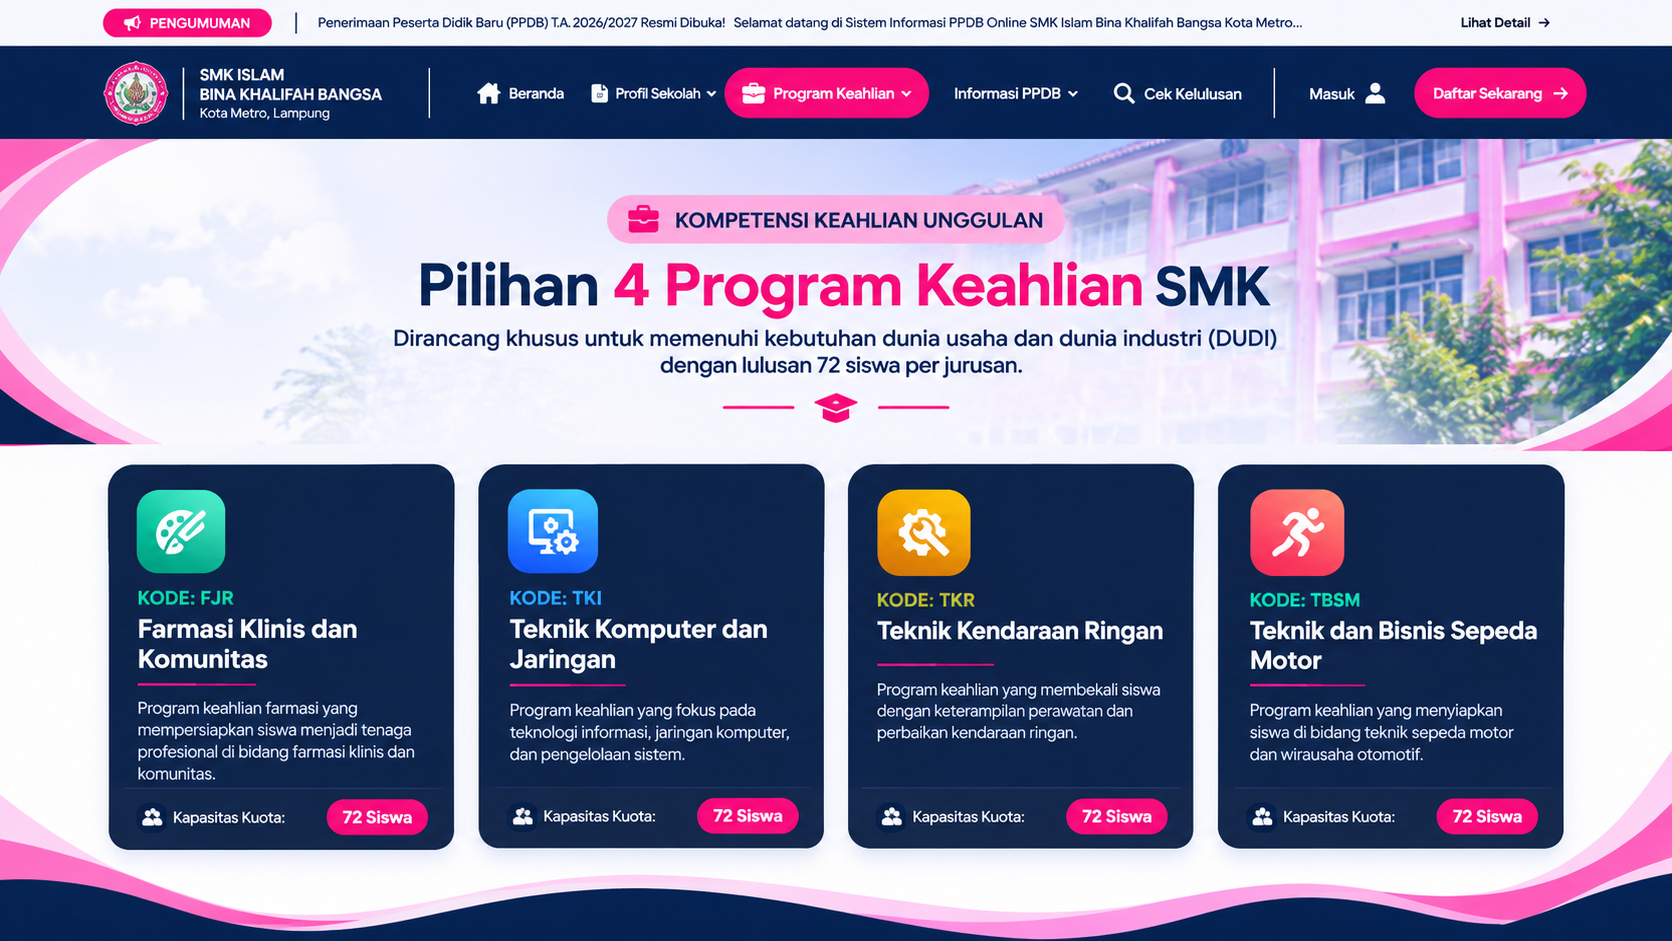 PENGUMUMAN
Penerimaan Peserta Didik Baru (PPDB) T.A. 2026/2027 Resmi Dibuka! Selamat datang di Sistem Informasi PPDB Online SMK Islam Bina Khalifah Bangsa Kota Metro...
Lihat Detail
SMK ISLAM
BINA KHALIFAH BANGSA
Kota Metro, Lampung
Beranda
Profil Sekolah
Program Keahlian
Informasi PPDB
Cek Kelulusan
Masuk
Daftar Sekarang
KOMPETENSI KEAHLIAN UNGGULAN
Pilihan 4 Program Keahlian SMK
Dirancang khusus untuk memenuhi kebutuhan dunia usaha dan dunia industri (DUDI)
dengan lulusan 72 siswa per jurusan.
KODE: FJR
Farmasi Klinis dan
Komunitas
Program keahlian farmasi yang
mempersiapkan siswa menjadi tenaga
profesional di bidang farmasi klinis dan
komunitas.
Kapasitas Kuota:
72 Siswa
KODE: TKI
Teknik Komputer dan
Jaringan
Program keahlian yang fokus pada
teknologi informasi, jaringan komputer,
dan pengelolaan sistem.
Kapasitas Kuota:
72 Siswa
KODE: TKR
Teknik Kendaraan Ringan
Program keahlian yang membekali siswa
dengan keterampilan perawatan dan
perbaikan kendaraan ringan.
Kapasitas Kuota:
72 Siswa
KODE: TBSM
Teknik dan Bisnis Sepeda
Motor
Program keahlian yang menyiapkan
siswa di bidang teknik sepeda motor
dan wirausaha otomotif.
Kapasitas Kuota:
72 Siswa